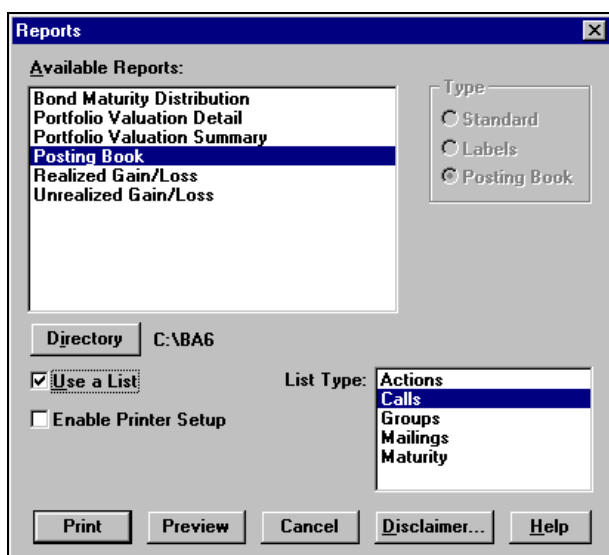 Reports
Available Reports:
Bond Maturity Distribution
Portfolio Valuation Detail
Portfolio Valuation Summary
Posting Book
Realized Gain/Loss
Unrealized Gain/Loss
Type
Standard
Labels
Posting Book
Directory C:\BA6
Use a List
Enable Printer Setup
List Type:
Actions
Calls
Groups
Mailings
Maturity
Print Preview Cancel Disclaimer... Help